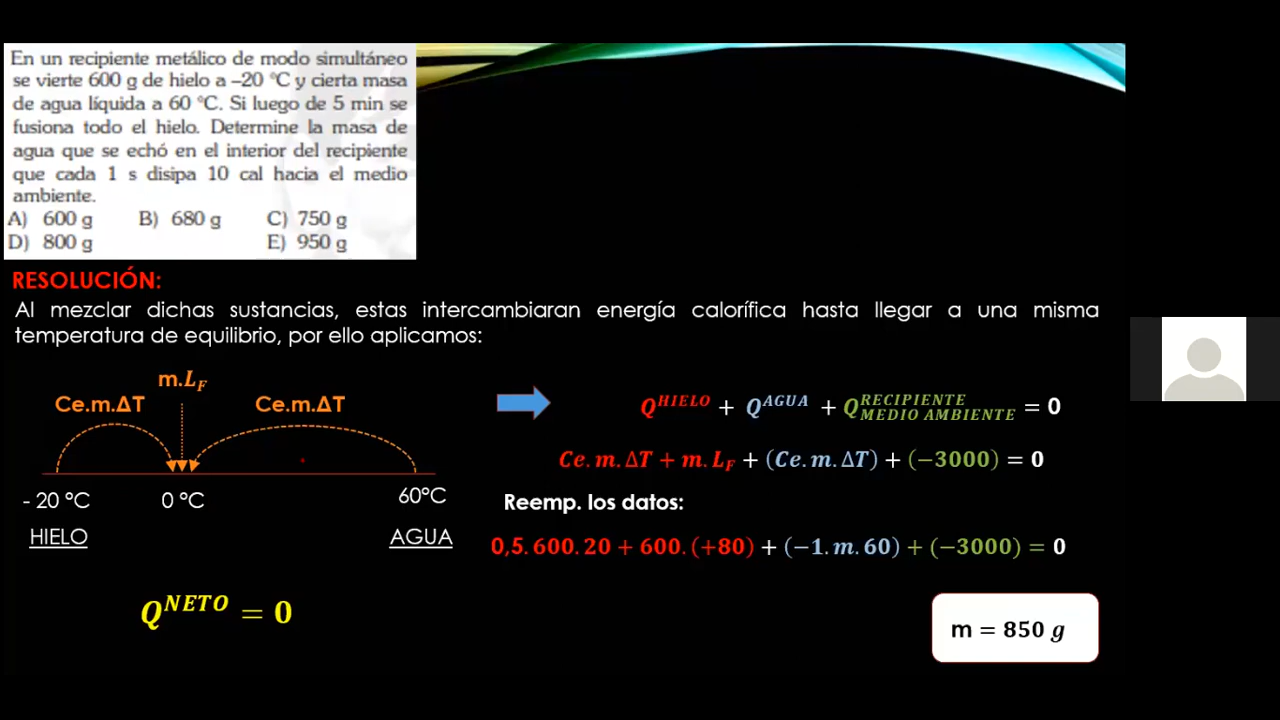 En un recipiente metálico de modo simultáneo
se vierte 600 g de hielo a –20 °C y cierta masa
de agua líquida a 60 °C. Si luego de 5 min se
fusiona todo el hielo. Determine la masa de
agua que se echó en el interior del recipiente
que cada 1 s disipa 10 cal hacia el medio
ambiente.
A) 600 g B) 680 g C) 750 g
D) 800 g E) 950 g
RESOLUCIÓN:
Al mezclar dichas sustancias, estas intercambiaran energía calorífica hasta llegar a una misma
temperatura de equilibrio, por ello aplicamos:
m.L_F
Ce.m.ΔT Ce.m.ΔT
- 20 °C 0 °C 60°C
HIELO AGUA
Q^NETO = 0
Q^HIELO + Q^AGUA + Q^RECIPIENTE_MEDIO AMBIENTE = 0
Ce.m.ΔT + m.L_F + (Ce.m.ΔT) + (−3000) = 0
Reemp. los datos:
0,5.600.20 + 600.(+80) + (−1.m.60) + (−3000) = 0
m = 850 g